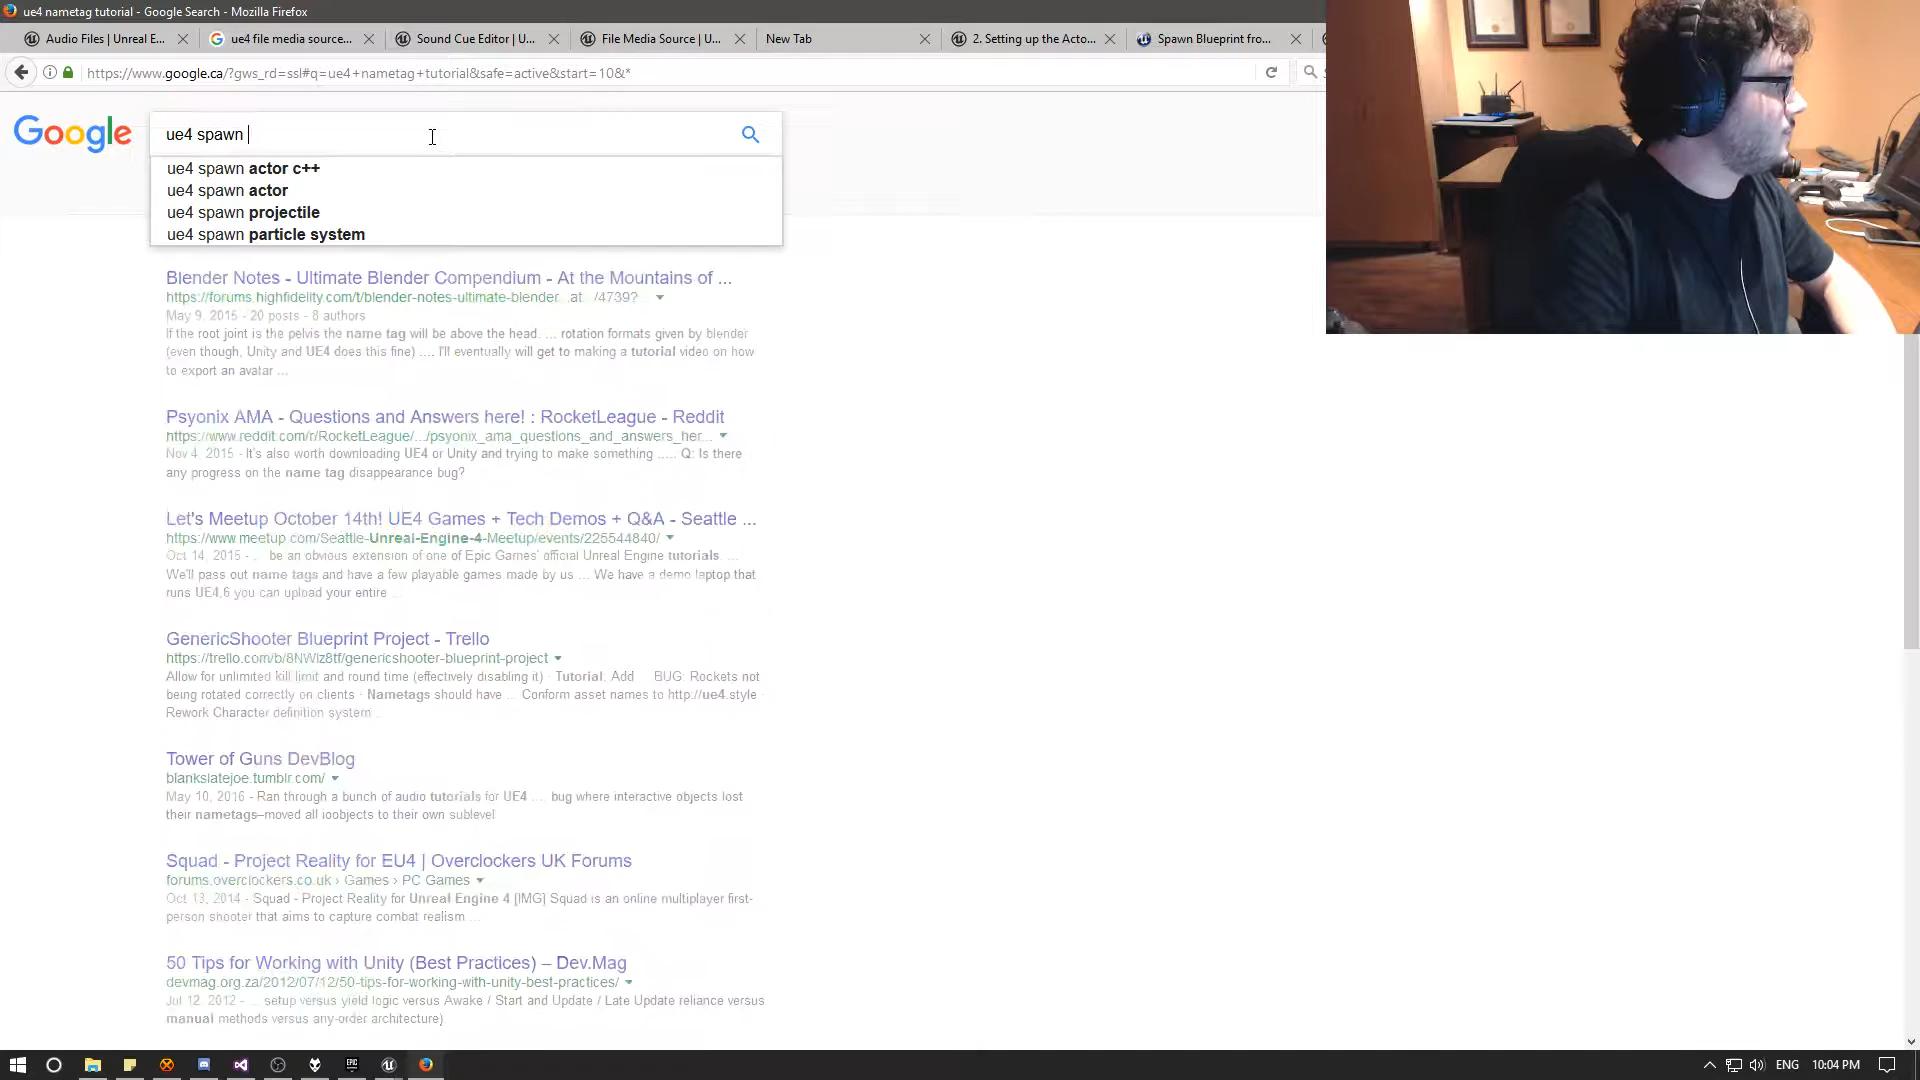 ue4 nametag tutorial - Google Search - Mozilla Firefox
Audio Files | Unreal E...
ue4 file media source...
Sound Cue Editor | U...
File Media Source | U...
New Tab
2. Setting up the Acto...
Spawn Blueprint fro...
https://www.google.ca/?gws_rd=ssl#q=ue4+nametag+tutorial&safe=active&start=10&*
Google
ue4 spawn
ue4 spawn actor c++
ue4 spawn actor
ue4 spawn projectile
ue4 spawn particle system
Blender Notes - Ultimate Blender Compendium - At the Mountains of ...
https://forums.highfidelity.com/t/blender-notes-ultimate-blender...at.../4739?
May 9, 2015 - 20 posts - 8 authors
If the root joint is the pelvis the name tag will be above the head. ... rotation formats given by blender
(even though, Unity and UE4 does this fine) .... I'll eventually will get to making a tutorial video on how
to export an avatar ...
Psyonix AMA - Questions and Answers here! : RocketLeague - Reddit
https://www.reddit.com/r/RocketLeague/.../psyonix_ama_questions_and_answers_her...
Nov 4, 2015 - It's also worth downloading UE4 or Unity and trying to make something ..... Q: Is there
any progress on the name tag disappearance bug?
Let's Meetup October 14th! UE4 Games + Tech Demos + Q&A - Seattle ...
https://www.meetup.com/Seattle-Unreal-Engine-4-Meetup/events/225544840/
Oct 14, 2015 - ... be an obvious extension of one of Epic Games' official Unreal Engine tutorials. ...
We'll pass out name tags and have a few playable games made by us ... We have a demo laptop that
runs UE4,6 you can upload your entire ...
GenericShooter Blueprint Project - Trello
https://trello.com/b/8NWlz8tf/genericshooter-blueprint-project
Allow for unlimited kill limit and round time (effectively disabling it) · Tutorial. Add ... BUG: Rockets not
being rotated correctly on clients · Nametags should have ... Conform asset names to http://ue4.style ·
Rework Character definition system ...
Tower of Guns DevBlog
blankslatejoe.tumblr.com/
May 10, 2016 - Ran through a bunch of audio tutorials for UE4 .... bug where interactive objects lost
their nametags–moved all ioobjects to their own sublevel
Squad - Project Reality for EU4 | Overclockers UK Forums
forums.overclockers.co.uk › Games › PC Games
Oct 13, 2014 - Squad - Project Reality for Unreal Engine 4 [IMG] Squad is an online multiplayer first-
person shooter that aims to capture combat realism ...
50 Tips for Working with Unity (Best Practices) – Dev.Mag
devmag.org.za/2012/07/12/50-tips-for-working-with-unity-best-practices/
Jul 12, 2012 - ... setup versus yield logic versus Awake / Start and Update / Late Update reliance versus
manual methods versus any-order architecture)
EPIC
ENG
10:04 PM